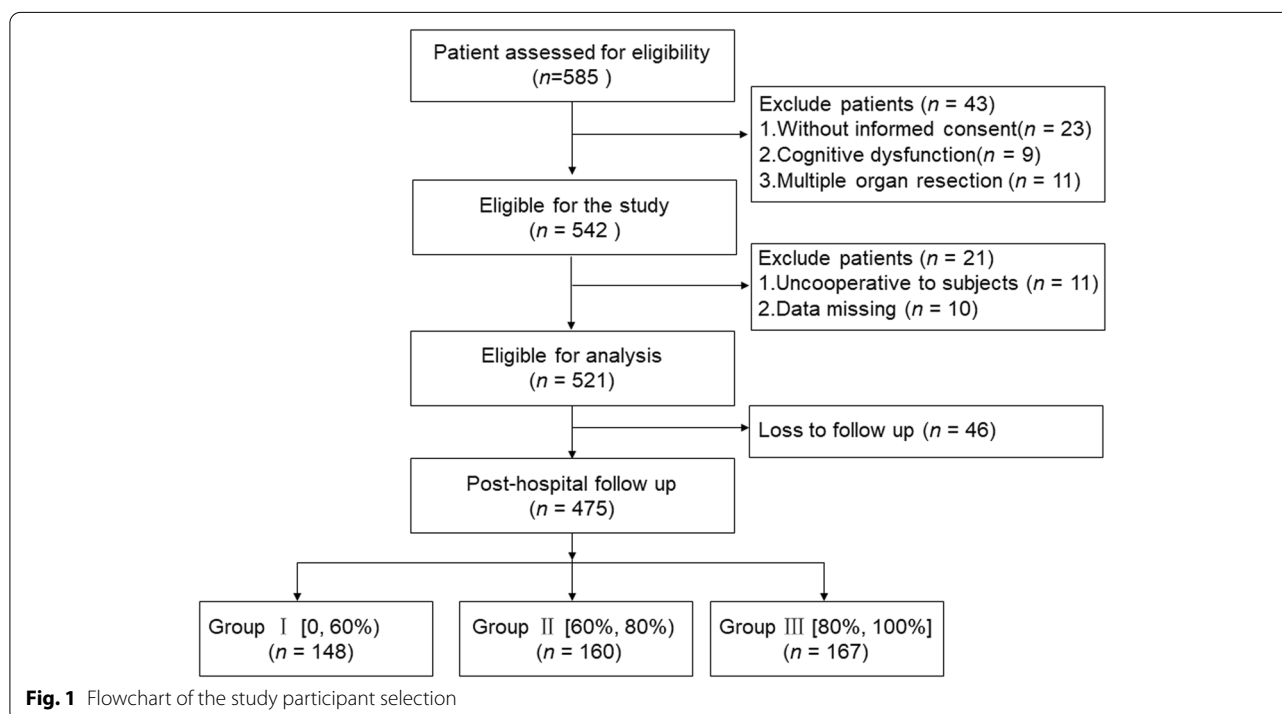 Patient assessed for eligibility
(n=585 )
Exclude patients (n = 43)
1.Without informed consent(n = 23)
2.Cognitive dysfunction(n = 9)
3.Multiple organ resection (n = 11)
Eligible for the study
(n = 542 )
Exclude patients (n = 21)
1.Uncooperative to subjects (n = 11)
2.Data missing (n = 10)
Eligible for analysis
(n = 521)
Loss to follow up (n = 46)
Post-hospital follow up
(n = 475)
Group Ⅰ [0, 60%)
(n = 148)
Group Ⅱ [60%, 80%)
(n = 160)
Group Ⅲ [80%, 100%]
(n = 167)
Fig. 1 Flowchart of the study participant selection